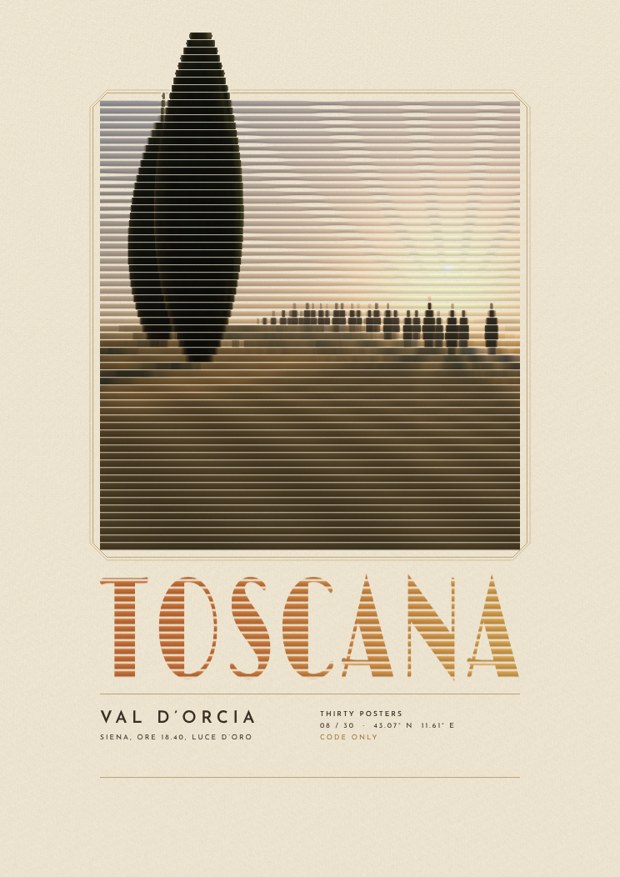 TOSCANA
VAL D’ORCIA
SIENA, ORE 18.40, LUCE D’ORO
THIRTY POSTERS
08 / 30 · 43.07° N 11.61° E
CODE ONLY